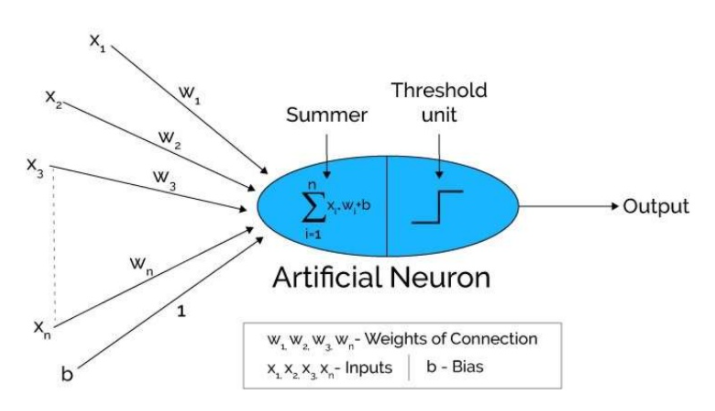 x₁
w₁
x₂
w₂
x₃
w₃
Summer
Threshold
unit
n
∑ xᵢ.wᵢ+b
i=1
Output
Artificial Neuron
wₙ
xₙ
1
b
w₁, w₂, w₃, wₙ- Weights of Connection
x₁, x₂, x₃, xₙ- Inputs | b - Bias